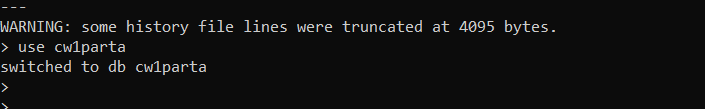 ---
WARNING: some history file lines were truncated at 4095 bytes.
> use cw1parta
switched to db cw1parta
>
>